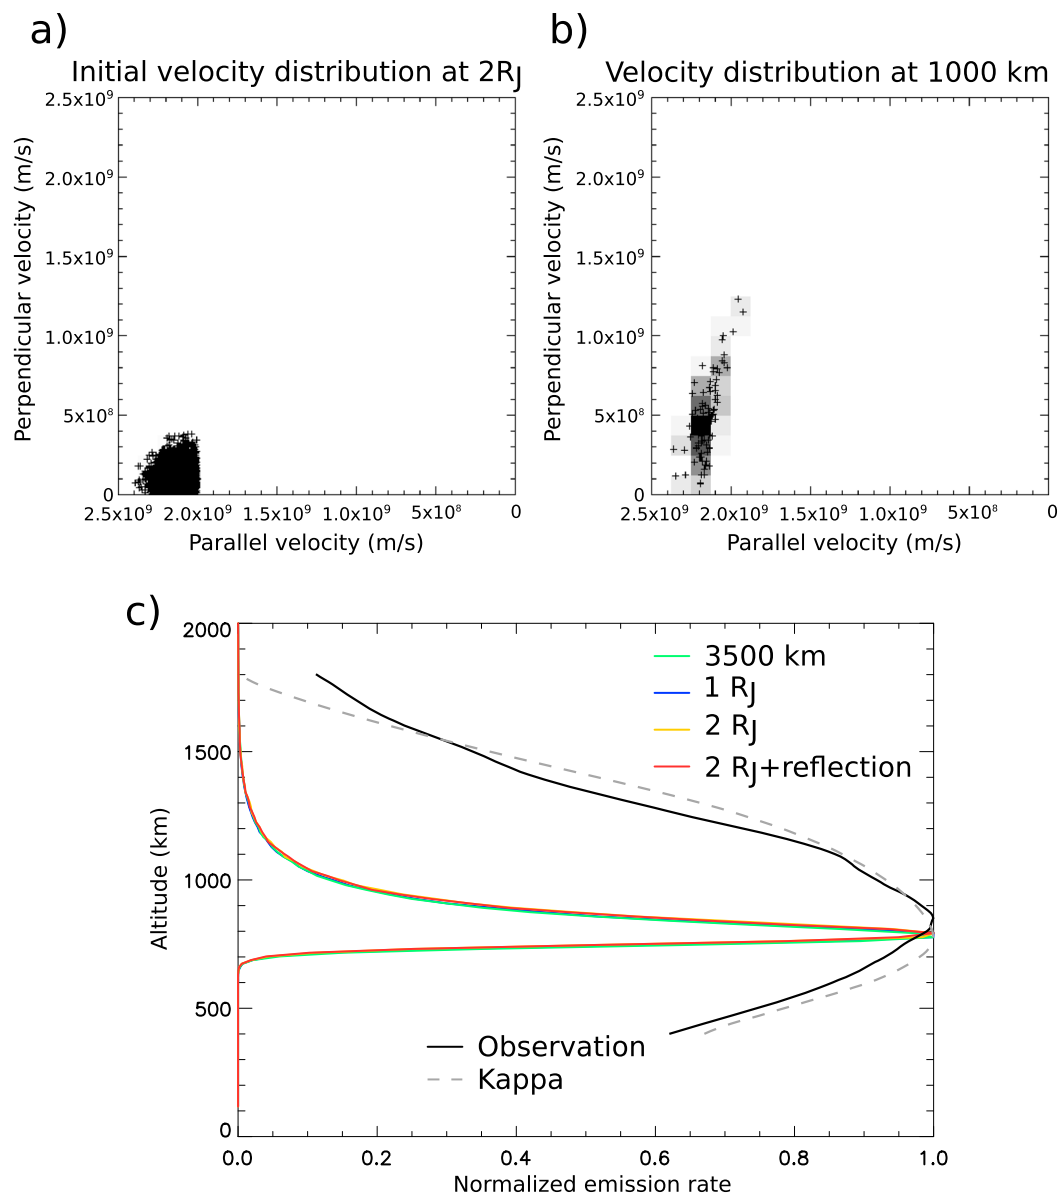 a)
Initial velocity distribution at 2RJ
Perpendicular velocity (m/s)
2.5x10⁹
2.0x10⁹
1.5x10⁹
1.0x10⁹
5x10⁸
0
2.5x10⁹ 2.0x10⁹ 1.5x10⁹ 1.0x10⁹ 5x10⁸ 0
Parallel velocity (m/s)
b)
Velocity distribution at 1000 km
Perpendicular velocity (m/s)
2.5x10⁹
2.0x10⁹
1.5x10⁹
1.0x10⁹
5x10⁸
0
2.5x10⁹ 2.0x10⁹ 1.5x10⁹ 1.0x10⁹ 5x10⁸ 0
Parallel velocity (m/s)
c)
Altitude (km)
2000
1500
1000
500
0
3500 km
1 RJ
2 RJ
2 RJ+reflection
Observation
Kappa
0.0 0.2 0.4 0.6 0.8 1.0
Normalized emission rate